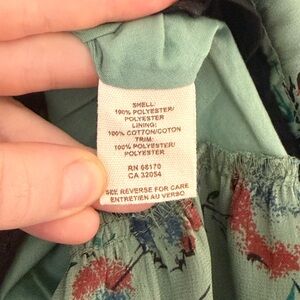 SHELL:
100% POLYESTER/
POLYESTER
LINING:
100% COTTON/COTON
TRIM:
100% POLYESTER/
POLYESTER
RN 66170
CA 32054
SEE REVERSE FOR CARE
ENTRETIEN AU VERSO